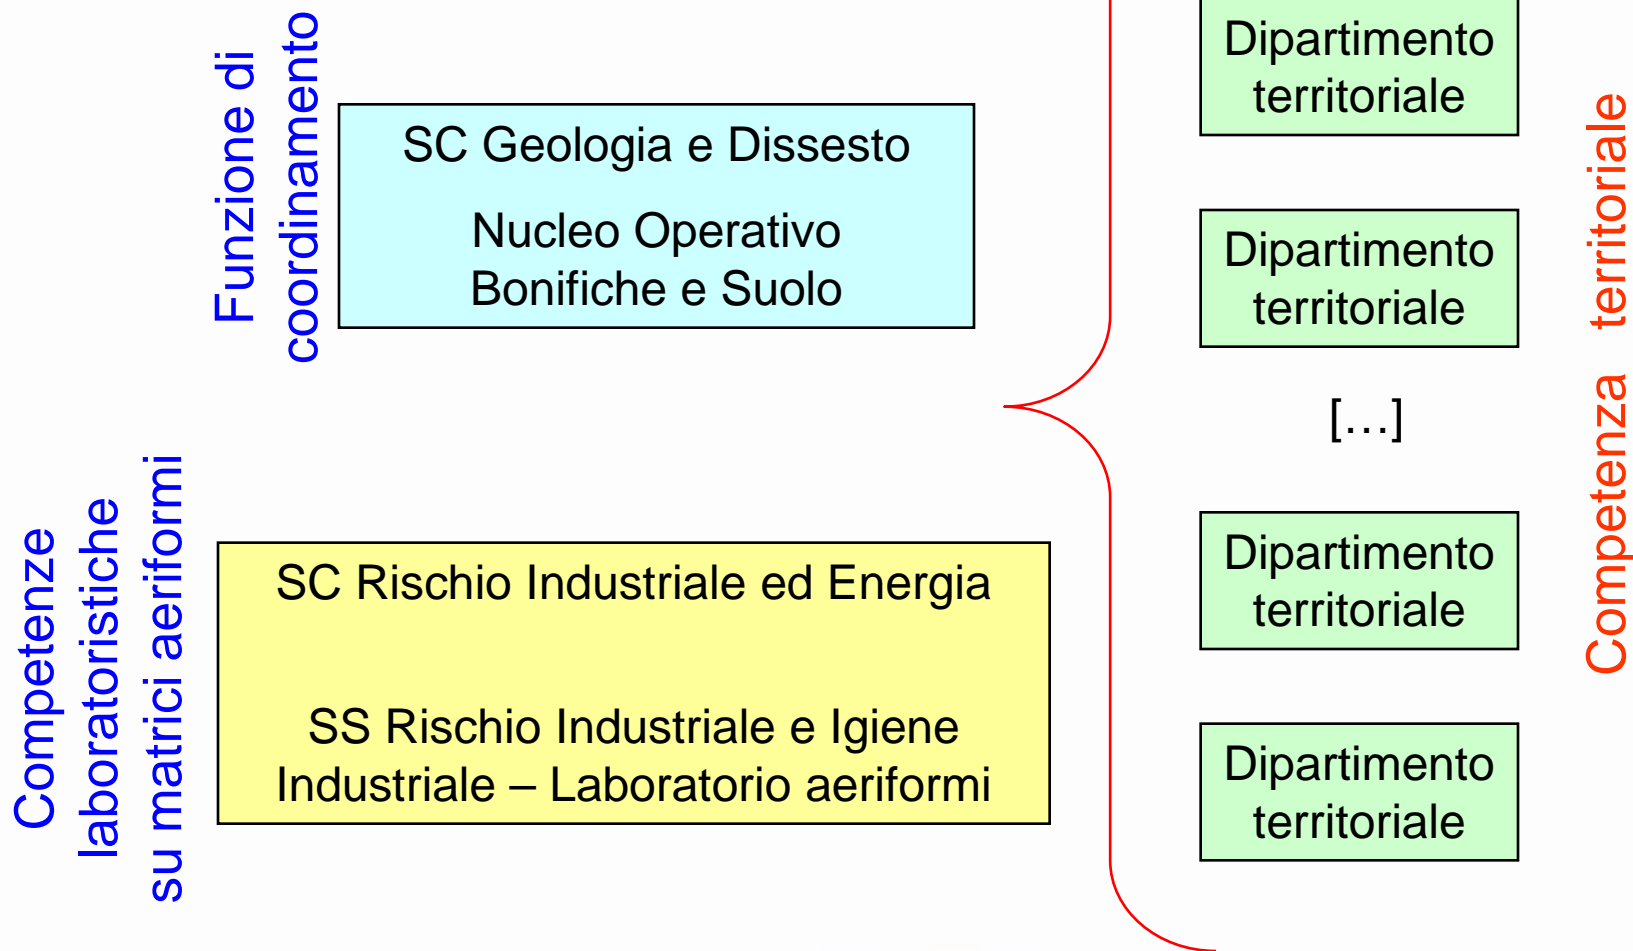 Funzione di
coordinamento
SC Geologia e Dissesto
Nucleo Operativo
Bonifiche e Suolo
Competenze
laboratoristiche
su matrici aeriformi
SC Rischio Industriale ed Energia
SS Rischio Industriale e Igiene
Industriale – Laboratorio aeriformi
Dipartimento
territoriale
Dipartimento
territoriale
[…]
Dipartimento
territoriale
Dipartimento
territoriale
Competenza territoriale